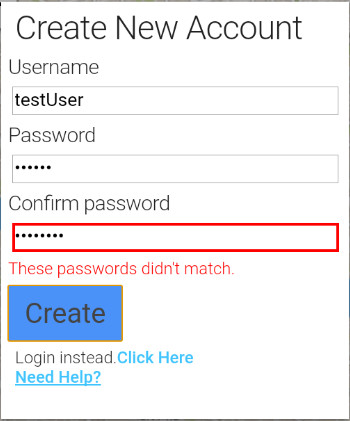 Create New Account
Username
testUser
Password
••••••
Confirm password
••••••••
These passwords didn't match.
Create
Login instead.Click Here
Need Help?